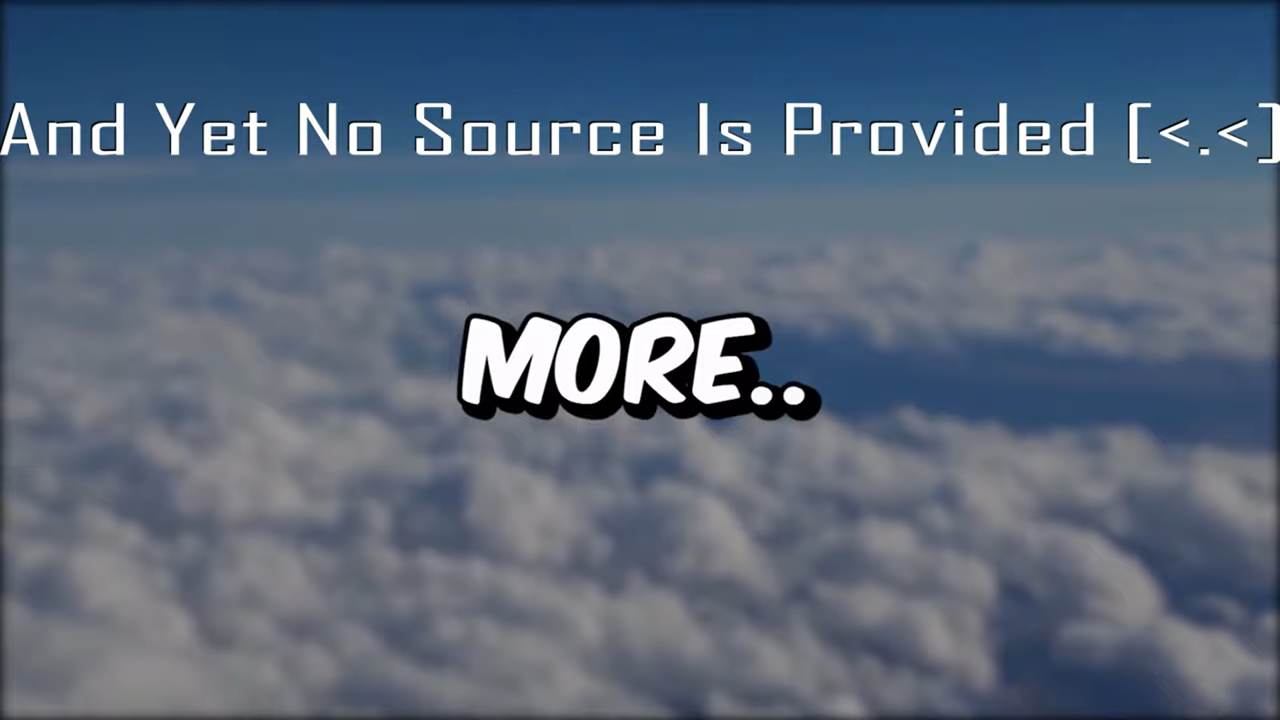 And Yet No Source Is Provided [<.<]
MORE..